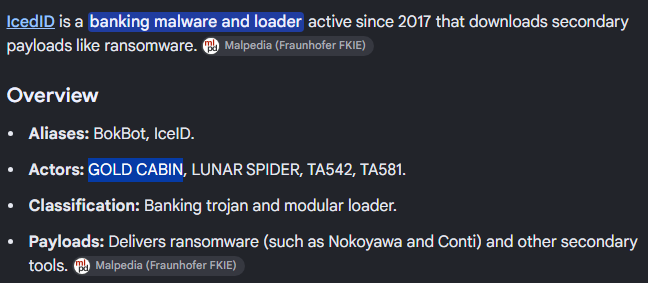 IcedID is a banking malware and loader active since 2017 that downloads secondary
payloads like ransomware. Malpedia (Fraunhofer FKIE)
Overview
• Aliases: BokBot, IceID.
• Actors: GOLD CABIN, LUNAR SPIDER, TA542, TA581.
• Classification: Banking trojan and modular loader.
• Payloads: Delivers ransomware (such as Nokoyawa and Conti) and other secondary
tools. Malpedia (Fraunhofer FKIE)